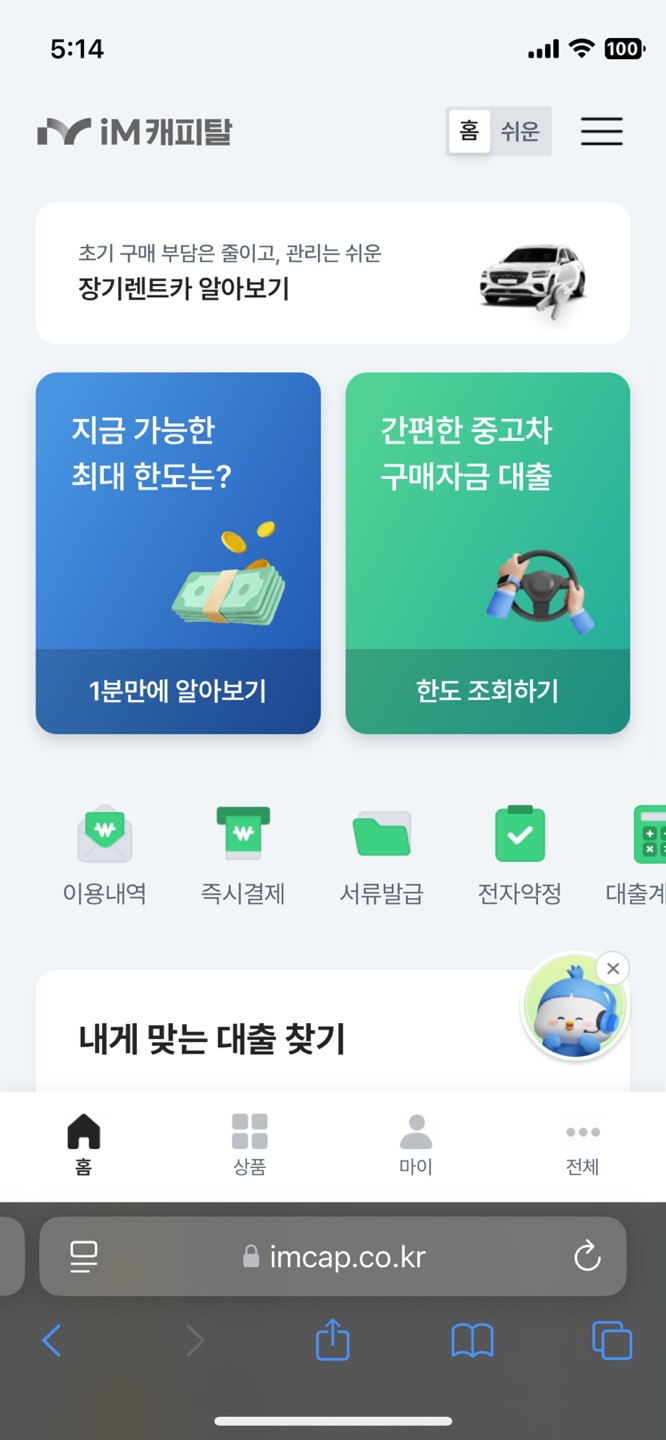 5:14
100
iM캐피탈
홈 쉬운
초기 구매 부담은 줄이고, 관리는 쉬운
장기렌트카 알아보기
지금 가능한
최대 한도는?
1분만에 알아보기
간편한 중고차
구매자금 대출
한도 조회하기
이용내역
즉시결제
서류발급
전자약정
대출계
내게 맞는 대출 찾기
홈
상품
마이
전체
imcap.co.kr